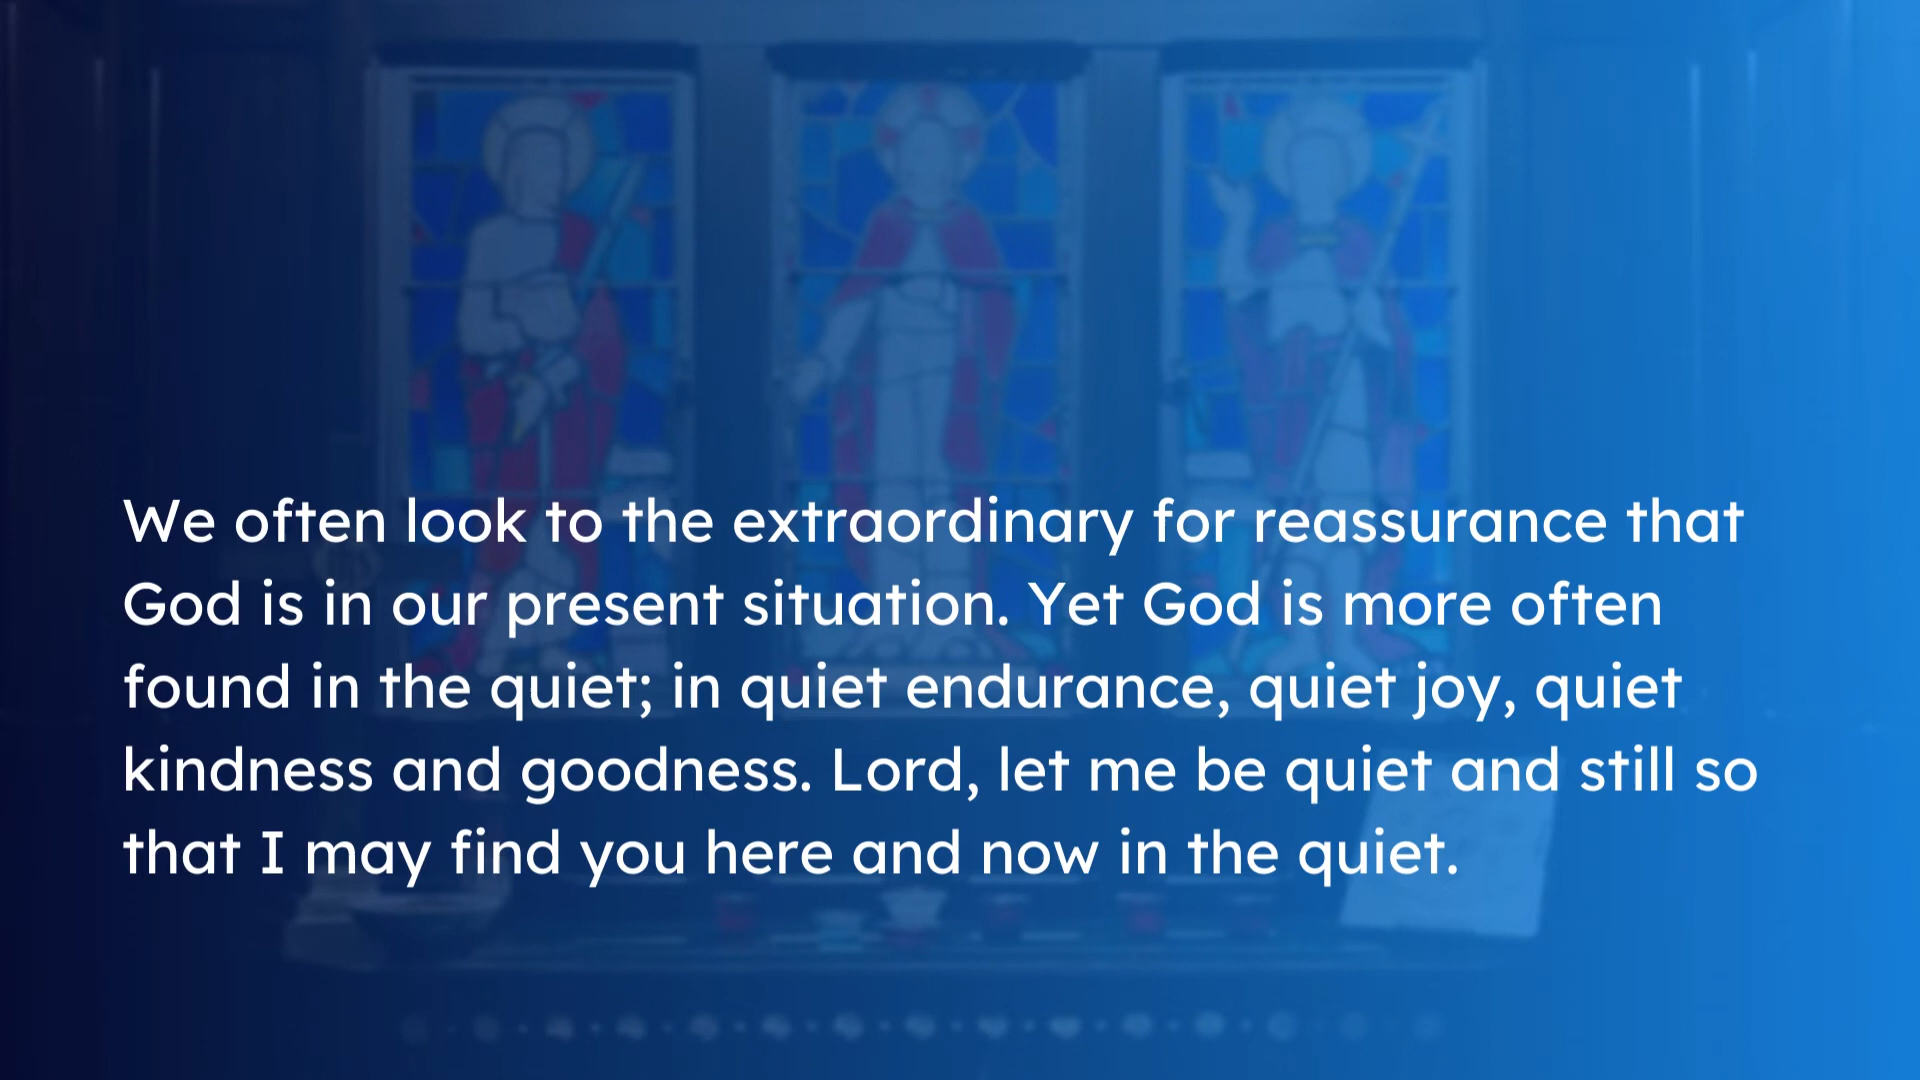 We often look to the extraordinary for reassurance that
God is in our present situation. Yet God is more often
found in the quiet; in quiet endurance, quiet joy, quiet
kindness and goodness. Lord, let me be quiet and still so
that I may find you here and now in the quiet.